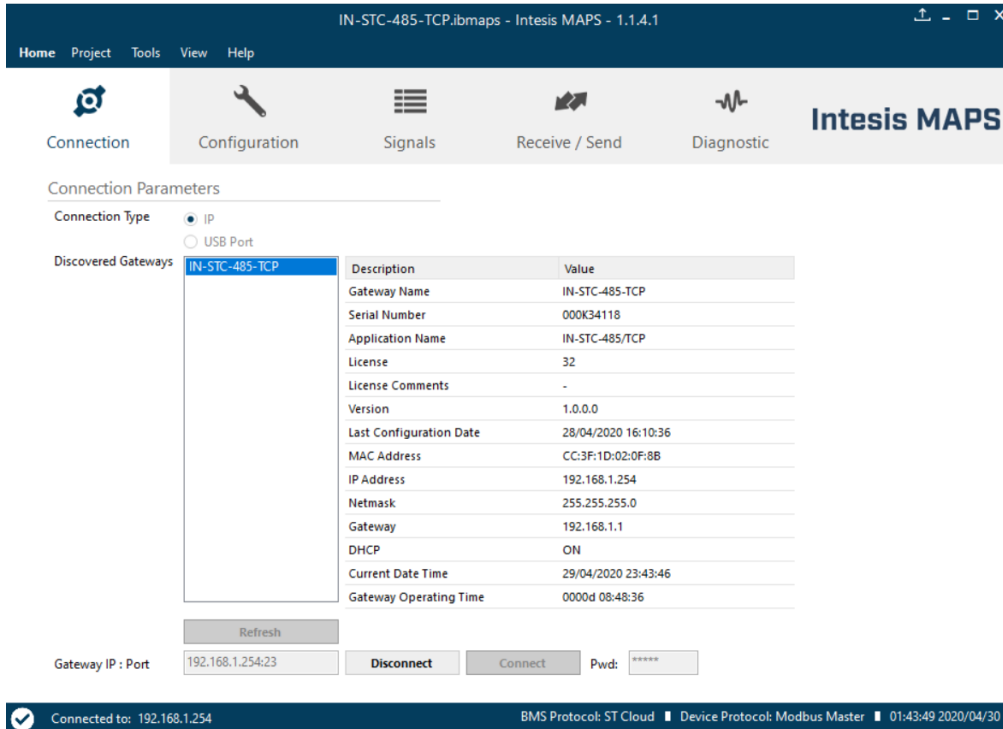 IN-STC-485-TCP.ibmaps - Intesis MAPS - 1.1.4.1
Home Project Tools View Help
Connection Configuration Signals Receive / Send Diagnostic Intesis MAPS
Connection Parameters
Connection Type IP
USB Port
Discovered Gateways IN-STC-485-TCP
Description Value
Gateway Name IN-STC-485-TCP
Serial Number 000K34118
Application Name IN-STC-485/TCP
License 32
License Comments -
Version 1.0.0.0
Last Configuration Date 28/04/2020 16:10:36
MAC Address CC:3F:1D:02:0F:8B
IP Address 192.168.1.254
Netmask 255.255.255.0
Gateway 192.168.1.1
DHCP ON
Current Date Time 29/04/2020 23:43:46
Gateway Operating Time 0000d 08:48:36
Refresh
Gateway IP : Port 192.168.1.254:23 Disconnect Connect Pwd: *****
Connected to: 192.168.1.254 BMS Protocol: ST Cloud Device Protocol: Modbus Master 01:43:49 2020/04/30